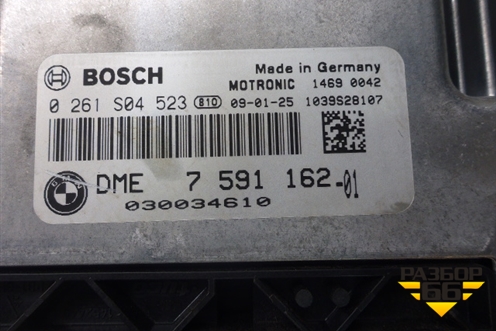 BOSCH
Made in Germany
MOTRONIC 1469 0042
0 261 S04 523 810 09-01-25 1039S28107
DME 7 591 162-01
030034610
РАЗБОР
66